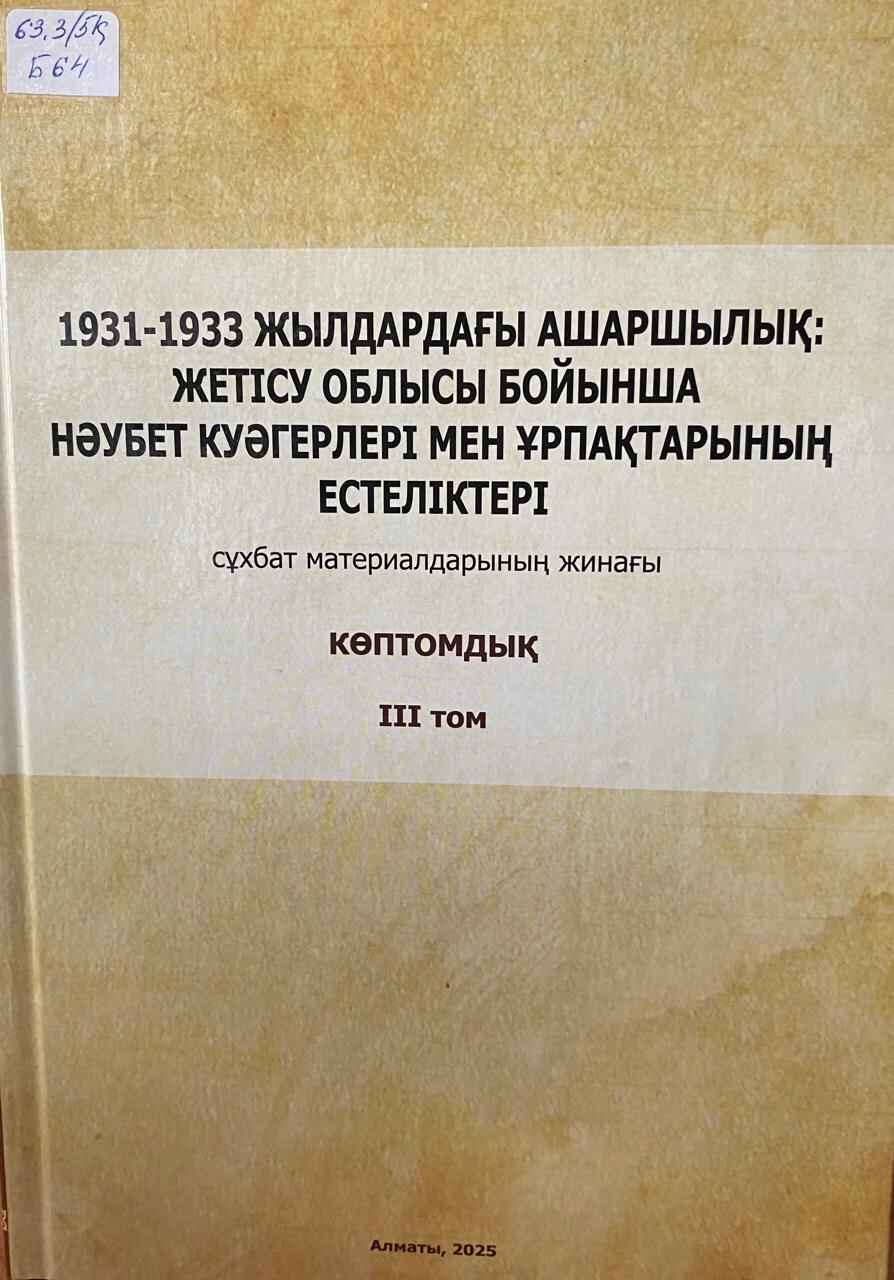 63.3/5қ
Б64
1931-1933 ЖЫЛДАРДАҒЫ АШАРШЫЛЫҚ:
ЖЕТІСУ ОБЛЫСЫ БОЙЫНША
НӘУБЕТ КУӘГЕРЛЕРІ МЕН ҰРПАҚТАРЫНЫҢ
ЕСТЕЛІКТЕРІ
сұхбат материалдарының жинағы
КӨПТОМДЫҚ
III том
Алматы, 2025